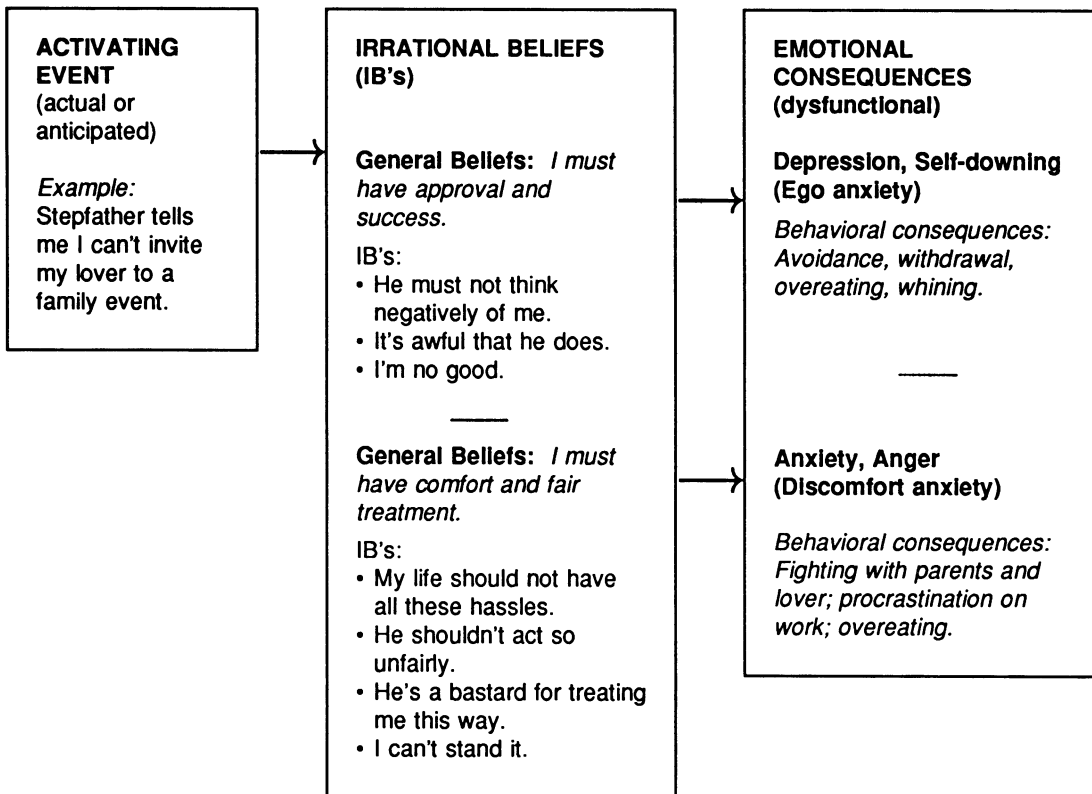 ACTIVATING
EVENT
(actual or
anticipated)
Example:
Stepfather tells
me I can't invite
my lover to a
family event.
IRRATIONAL BELIEFS
(IB's)
General Beliefs: I must
have approval and
success.
IB's:
• He must not think
negatively of me.
• It's awful that he does.
• I'm no good.
General Beliefs: I must
have comfort and fair
treatment.
IB's:
• My life should not have
all these hassles.
• He shouldn't act so
unfairly.
• He's a bastard for treating
me this way.
• I can't stand it.
EMOTIONAL
CONSEQUENCES
(dysfunctional)
Depression, Self-downing
(Ego anxiety)
Behavioral consequences:
Avoidance, withdrawal,
overeating, whining.
Anxiety, Anger
(Discomfort anxiety)
Behavioral consequences:
Fighting with parents and
lover; procrastination on
work; overeating.